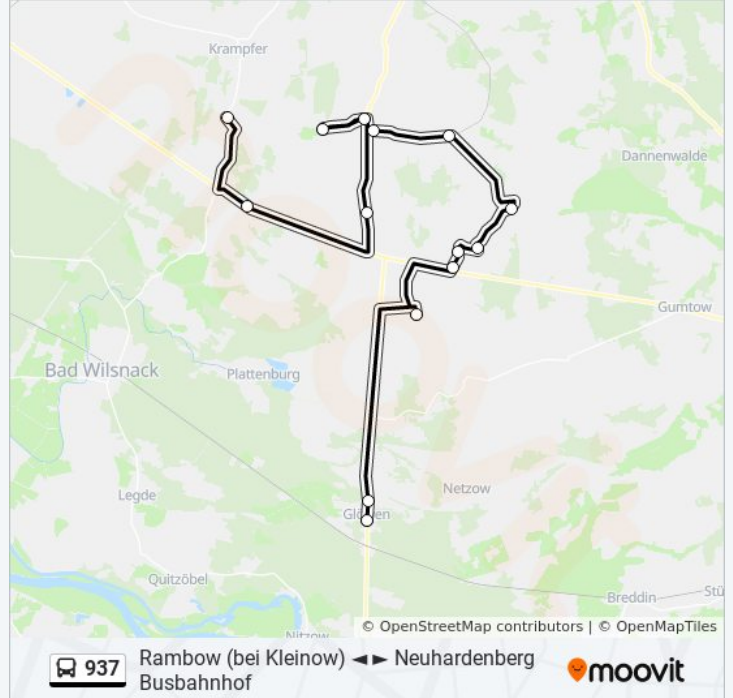 Krampfer
Dannenwalde
Gumtow
Bad Wilsnack
Plattenburg
Legde
Netzow
Quitzöbel
Breddin
Nitzow
© OpenStreetMap contributors | © OpenMapTiles
937
Rambow (bei Kleinow) ◄► Neuhardenberg
Busbahnhof
moovit